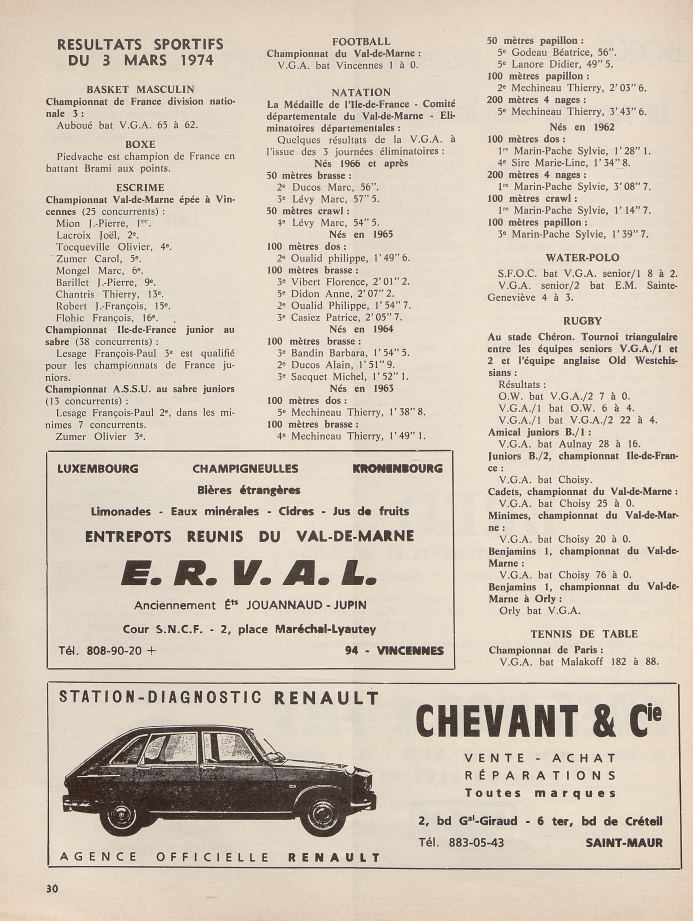 RESULTATS SPORTIFS
DU 3 MARS 1974
BASKET MASCULIN
Championnat de France division natio-
nale 3 :
Auboué bat V.G.A. 65 à 62.
BOXE
Piedvache est champion de France en
battant Brami aux points.
ESCRIME
Championnat Val-de-Marne épée à Vin-
cennes (25 concurrents) :
Mion J.-Pierre, 1er.
Lacroix Joël, 2e.
Tocqueville Olivier, 4e.
Zumer Carol, 5e.
Mongel Marc, 6e.
Barillet J.-Pierre, 9e.
Chantris Thierry, 13e.
Robert J.-François, 15e.
Flohic François, 16e.
Championnat Ile-de-France junior au
sabre (38 concurrents) :
Lesage François-Paul 3e est qualifié
pour les championnats de France ju-
niors.
Championnat A.S.S.U. au sabre juniors
(13 concurrents) :
Lesage François-Paul 2e, dans les mi-
nimes 7 concurrents.
Zumer Olivier 3e.
FOOTBALL
Championnat du Val-de-Marne :
V.G.A. bat Vincennes 1 à 0.
NATATION
La Médaille de l'Ile-de-France - Comité
départementale du Val-de-Marne - Eli-
minatoires départementales :
Quelques résultats de la V.G.A. à
l'issue des 3 journées éliminatoires :
Nés 1966 et après
50 mètres brasse :
2e Ducos Marc, 56".
3e Lévy Marc, 57" 5.
50 mètres crawl :
4e Lévy Marc, 54" 5.
Nés en 1965
100 mètres dos :
2e Oualid philippe, 1'49" 6.
100 mètres brasse :
3e Vibert Florence, 2'01" 2.
5e Didon Anne, 2'07" 2.
2e Oualid Philippe, 1'54" 7.
3e Casiez Patrice, 2'05" 7.
Nés en 1964
100 mètres brasse :
3e Bandin Barbara, 1'54" 5.
2e Ducos Alain, 1'51" 9.
3e Sacquet Michel, 1'52" 1.
Nés en 1963
100 mètres dos :
5e Mechineau Thierry, 1'38" 8.
100 mètres brasse :
4e Mechineau Thierry, 1'49" 1.
50 mètres papillon :
5e Godeau Béatrice, 56".
5e Lanore Didier, 49" 5.
100 mètres papillon :
2e Mechineau Thierry, 2'03" 6.
200 mètres 4 nages :
5e Mechineau Thierry, 3'43" 6.
Nés en 1962
100 mètres dos :
1re Marin-Pache Sylvie, 1'28" 1.
4e Sire Marie-Line, 1'34" 8.
200 mètres 4 nages :
1re Marin-Pache Sylvie, 3'08" 7.
100 mètres crawl :
1re Marin-Pache Sylvie, 1'14" 7.
100 mètres papillon :
3e Marin-Pache Sylvie, 1'39" 7.
WATER-POLO
S.F.O.C. bat V.G.A. senior/1 8 à 2.
V.G.A. senior/2 bat E.M. Sainte-
Geneviève 4 à 3.
RUGBY
Au stade Chéron. Tournoi triangulaire
entre les équipes seniors V.G.A./1 et
2 et l'équipe anglaise Old Westchis-
sians :
Résultats :
O.W. bat V.G.A./2 7 à 0.
V.G.A./1 bat O.W. 6 à 4.
V.G.A./1 bat V.G.A./2 22 à 4.
Amical juniors B./1 :
V.G.A. bat Aulnay 28 à 16.
Juniors B./2, championnat Ile-de-Fran-
ce :
V.G.A. bat Choisy.
Cadets, championnat du Val-de-Marne :
V.G.A. bat Choisy 25 à 0.
Minimes, championnat du Val-de-Mar-
ne :
V.G.A. bat Choisy 20 à 0.
Benjamins 1, championnat du Val-de-
Marne :
V.G.A. bat Choisy 76 à 0.
Benjamins 1, championnat du Val-de-
Marne à Orly :
Orly bat V.G.A.
TENNIS DE TABLE
Championnat de Paris :
V.G.A. bat Malakoff 182 à 88.
LUXEMBOURG CHAMPIGNEULLES KRONENBOURG
Bières étrangères
Limonades - Eaux minérales - Cidres - Jus de fruits
ENTREPOTS REUNIS DU VAL-DE-MARNE
E.R.V.A.L.
Anciennement Éts JOUANNAUD - JUPIN
Cour S.N.C.F. - 2, place Maréchal-Lyautey
Tél. 808-90-20 + 94 - VINCENNES
STATION-DIAGNOSTIC RENAULT
AGENCE OFFICIELLE RENAULT
CHEVANT & Cie
VENTE - ACHAT
RÉPARATIONS
Toutes marques
2, bd Gal-Giraud - 6 ter, bd de Créteil
Tél. 883-05-43 SAINT-MAUR
30